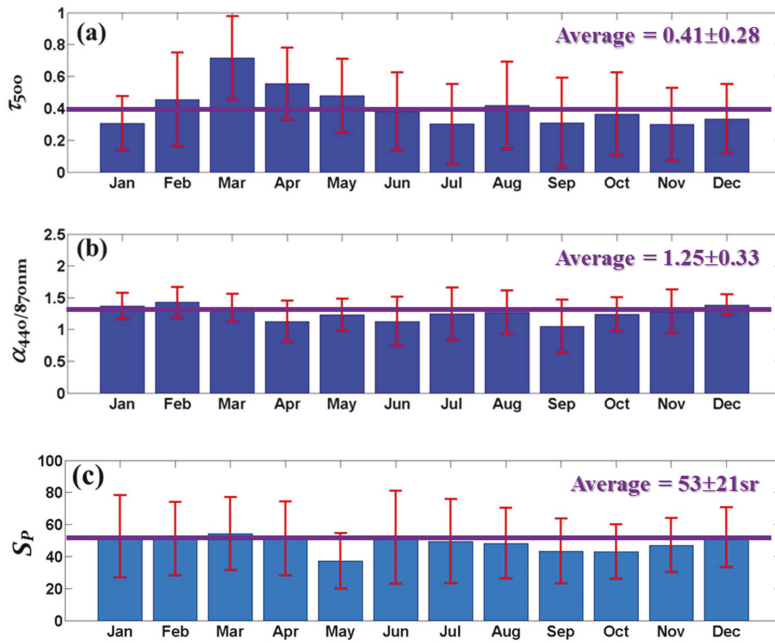 (a)
Average = 0.41±0.28
τ500
1
0.8
0.6
0.4
0.2
0
Jan Feb Mar Apr May Jun Jul Aug Sep Oct Nov Dec
(b)
Average = 1.25±0.33
α440/870nm
2.5
2
1.5
1
0.5
0
Jan Feb Mar Apr May Jun Jul Aug Sep Oct Nov Dec
(c)
Average = 53±21sr
SP
100
80
60
40
20
0
Jan Feb Mar Apr May Jun Jul Aug Sep Oct Nov Dec